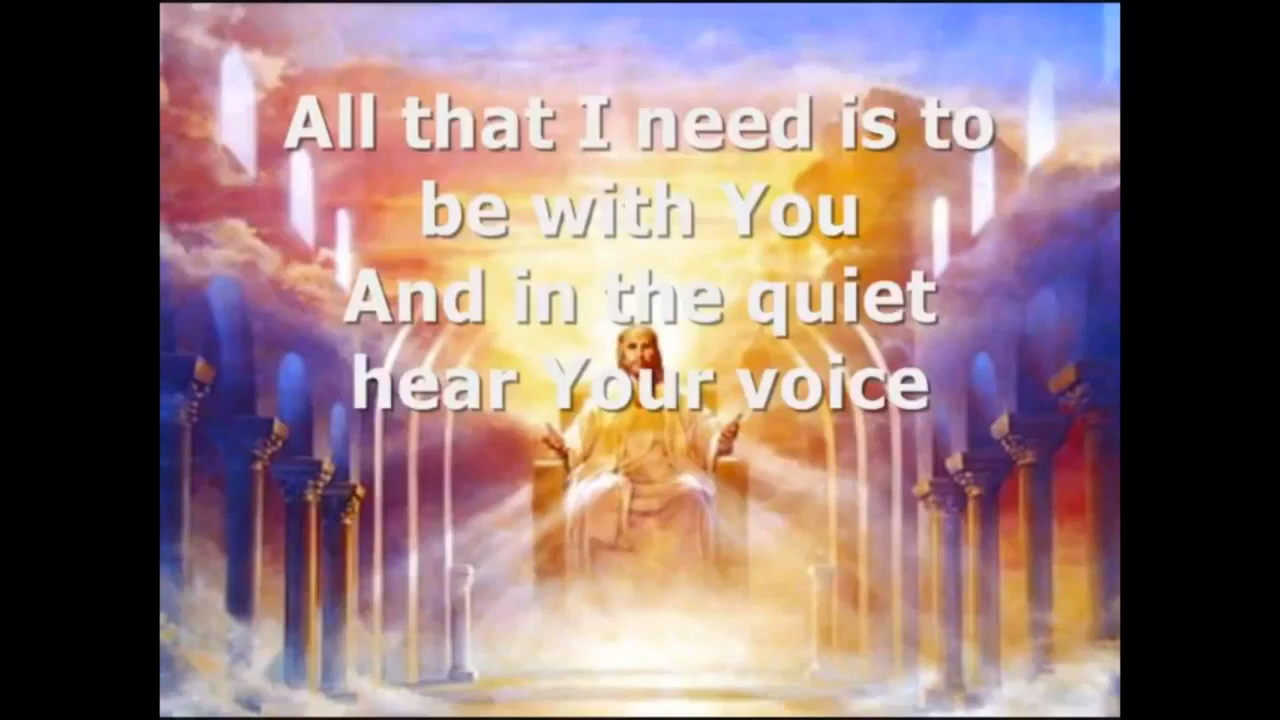 All that I need is to
be with You
And in the quiet
hear Your voice